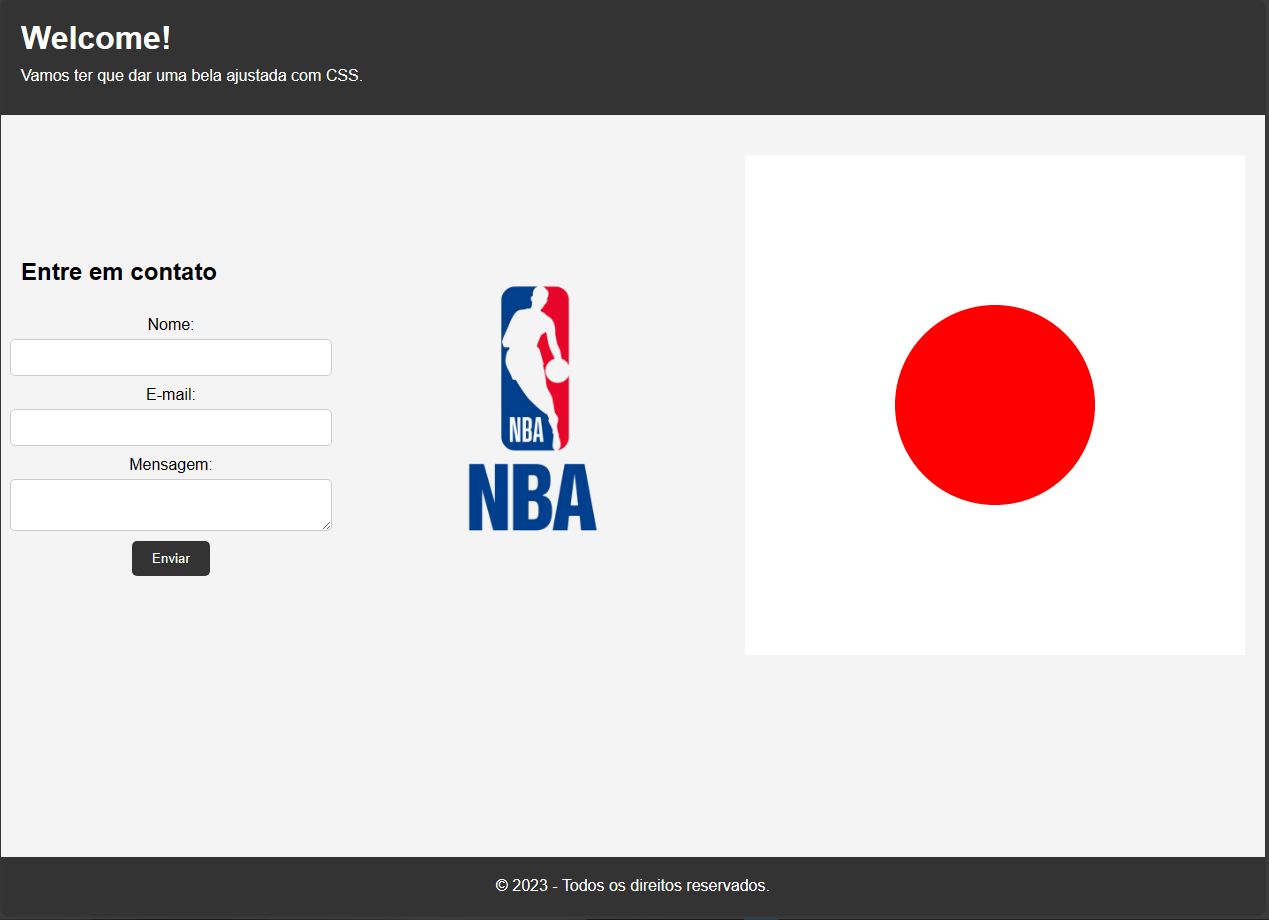 Welcome!
Vamos ter que dar uma bela ajustada com CSS.
Entre em contato
Nome:
E-mail:
Mensagem:
Enviar
NBA
NBA
© 2023 - Todos os direitos reservados.